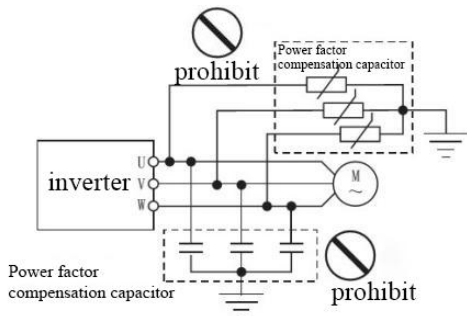 Power factor
compensation capacitor
prohibit
inverter
U
V
W
M
~
Power factor
compensation capacitor
prohibit